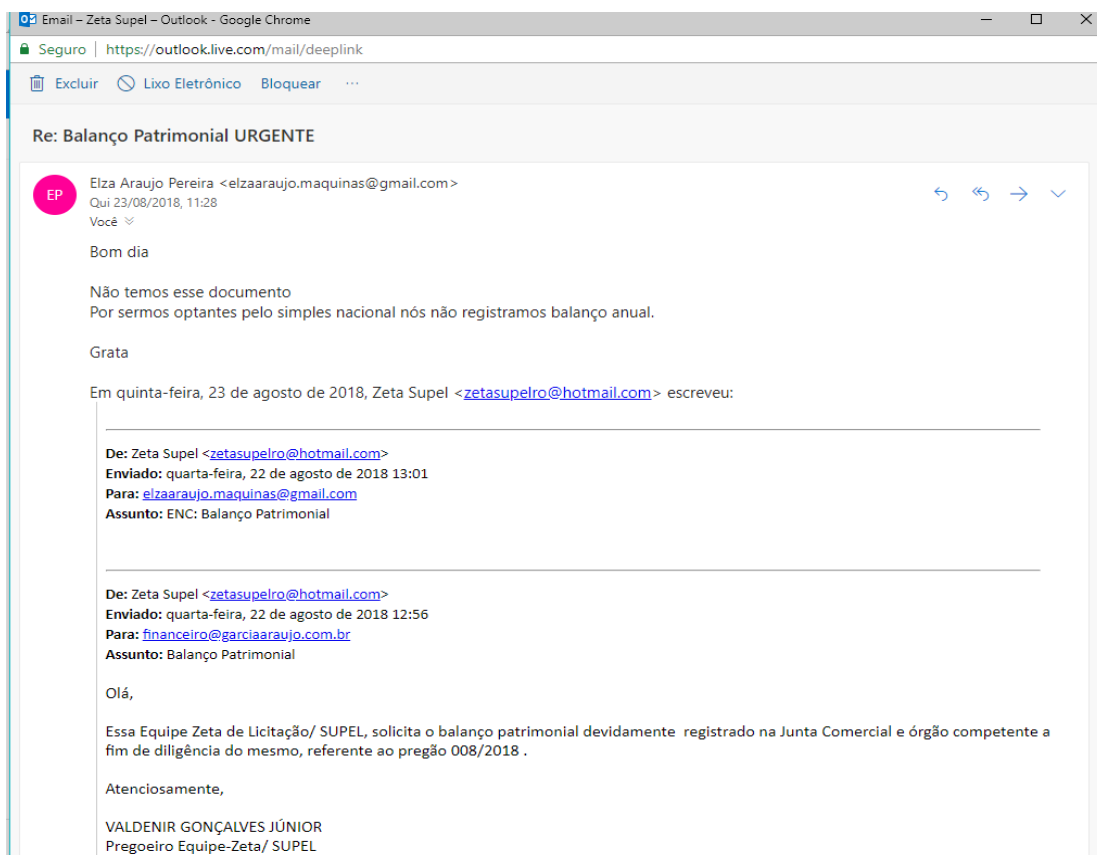 Email – Zeta Supel – Outlook - Google Chrome
Seguro | https://outlook.live.com/mail/deeplink
Excluir Lixo Eletrônico Bloquear ...
Re: Balanço Patrimonial URGENTE
EP
Elza Araujo Pereira <elzaaraujo.maquinas@gmail.com>
Qui 23/08/2018, 11:28
Você
Bom dia
Não temos esse documento
Por sermos optantes pelo simples nacional nós não registramos balanço anual.
Grata
Em quinta-feira, 23 de agosto de 2018, Zeta Supel <zetasupelro@hotmail.com> escreveu:
De: Zeta Supel <zetasupelro@hotmail.com>
Enviado: quarta-feira, 22 de agosto de 2018 13:01
Para: elzaaraujo.maquinas@gmail.com
Assunto: ENC: Balanço Patrimonial
De: Zeta Supel <zetasupelro@hotmail.com>
Enviado: quarta-feira, 22 de agosto de 2018 12:56
Para: financeiro@garciaaraujo.com.br
Assunto: Balanço Patrimonial
Olá,
Essa Equipe Zeta de Licitação/ SUPEL, solicita o balanço patrimonial devidamente  registrado na Junta Comercial e órgão competente a
fim de diligência do mesmo, referente ao pregão 008/2018 .
Atenciosamente,
VALDENIR GONÇALVES JÚNIOR
Pregoeiro Equipe-Zeta/ SUPEL